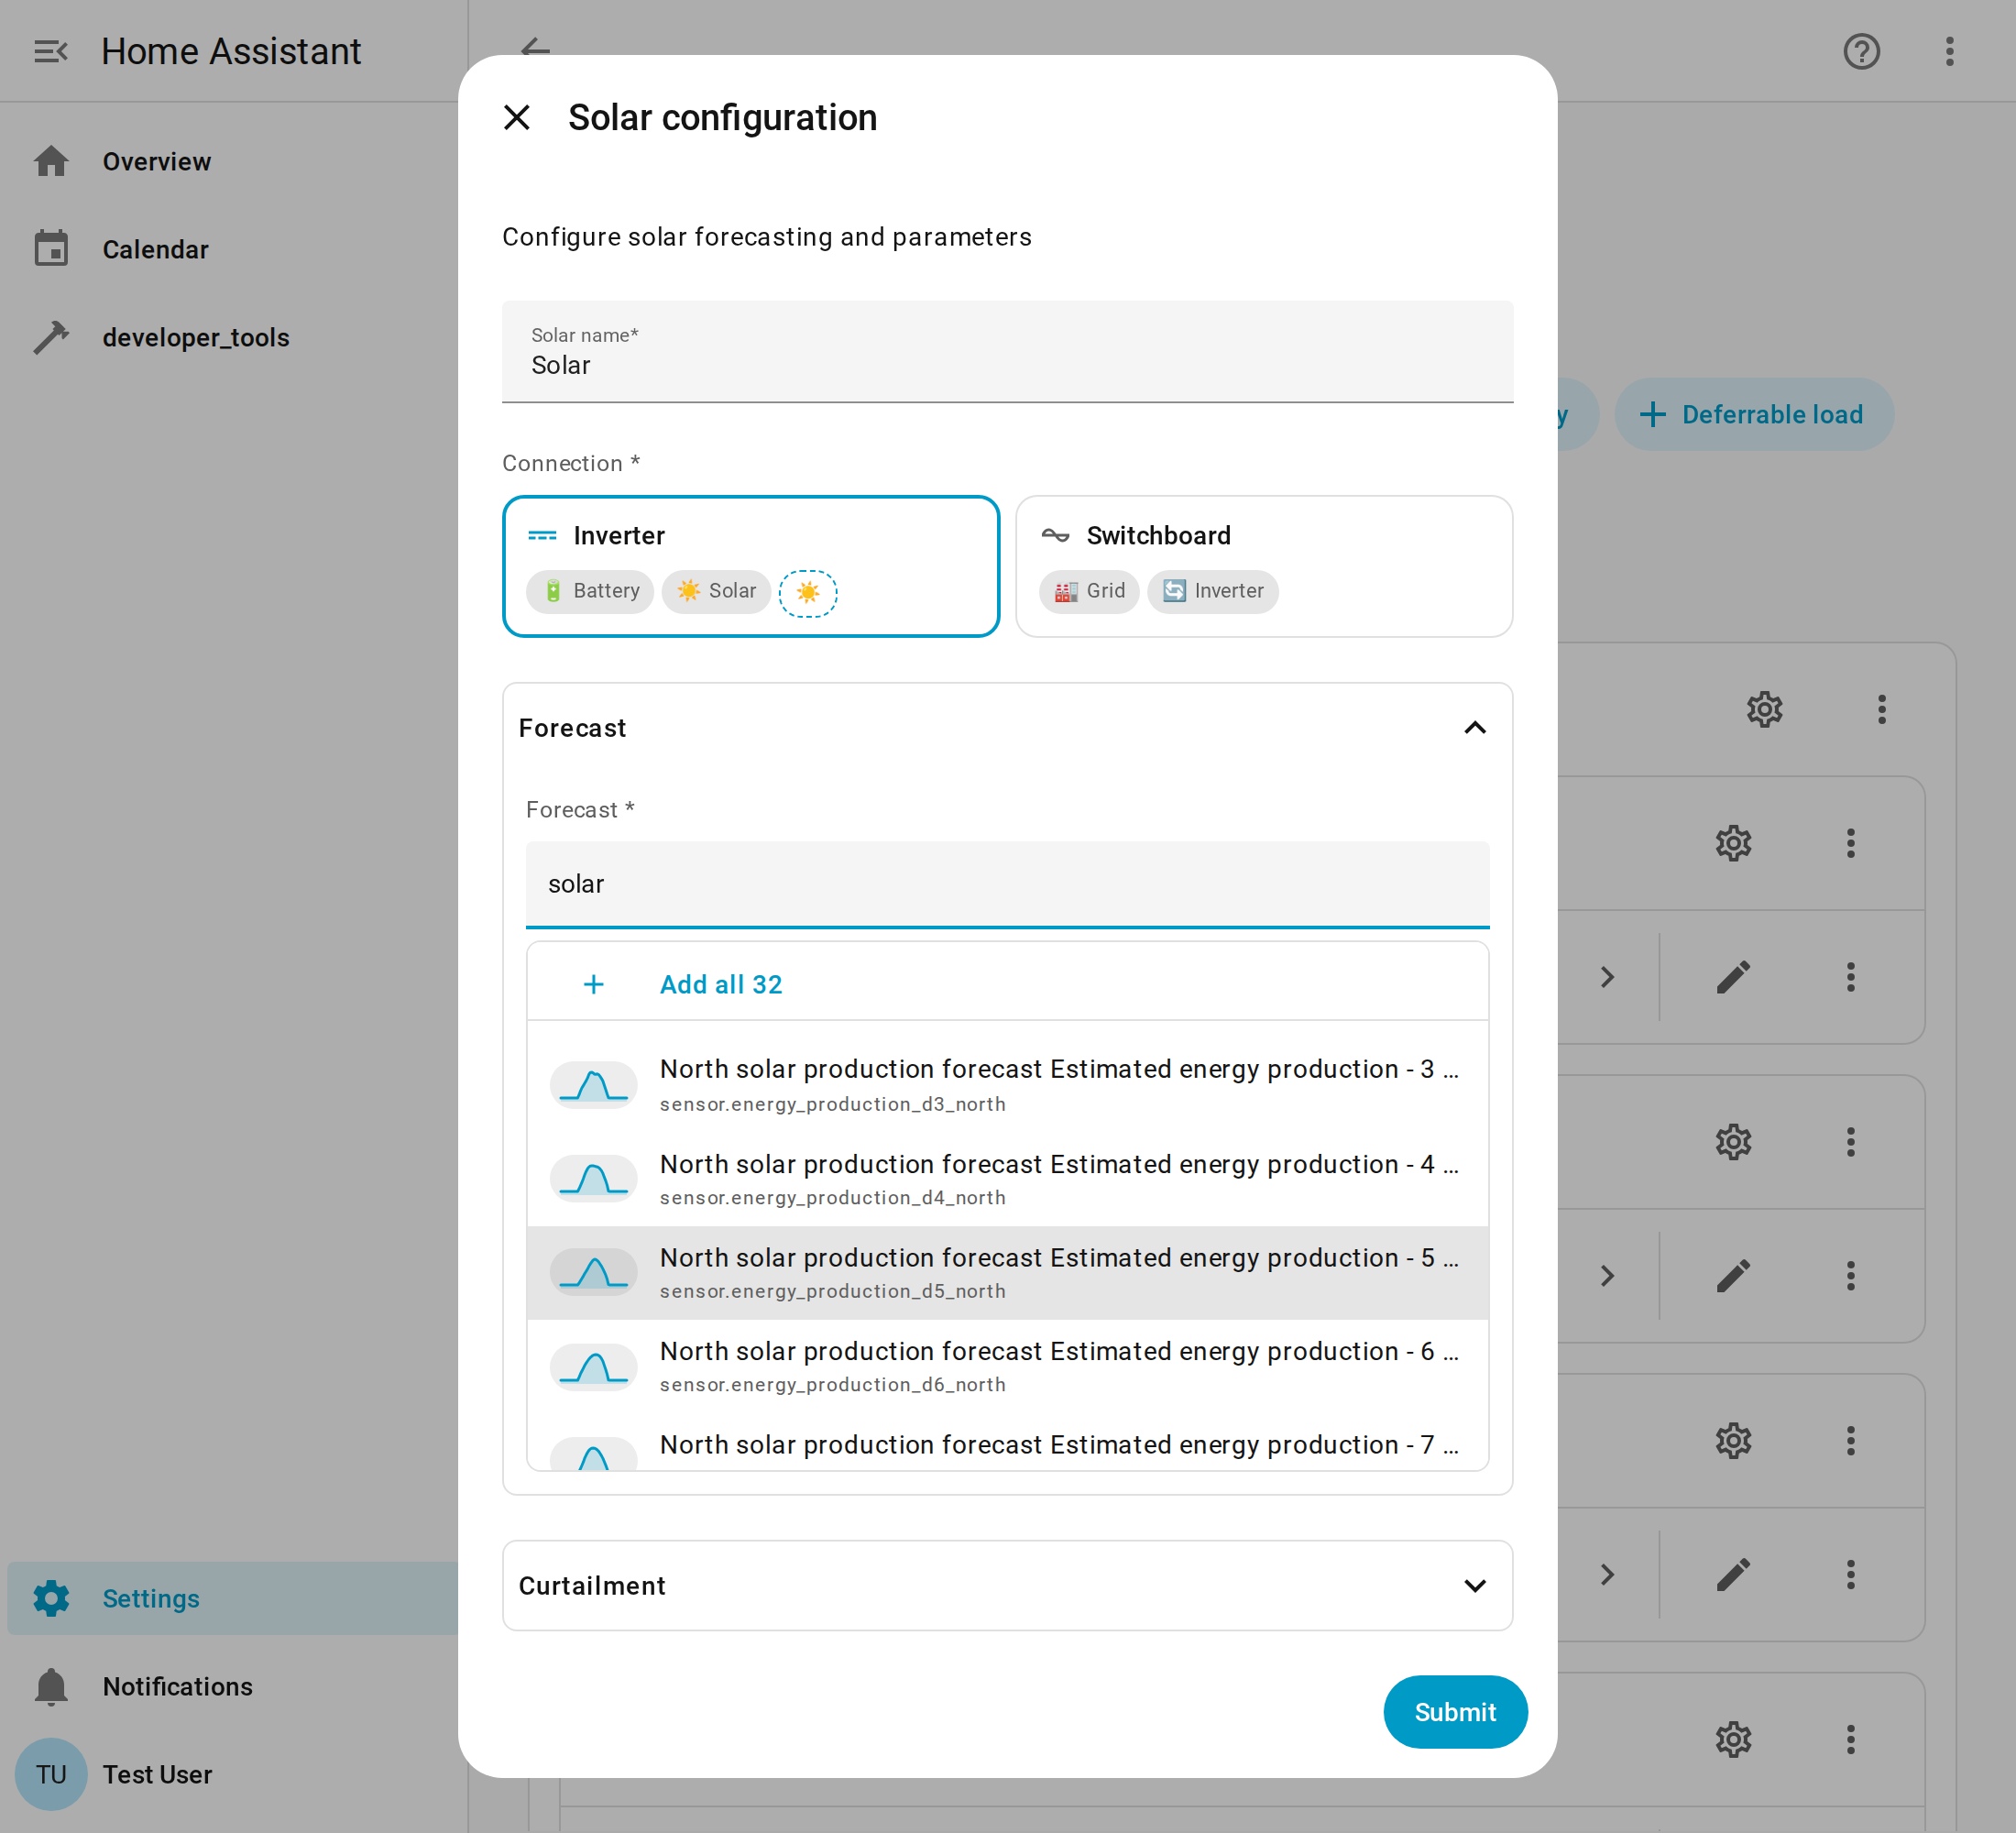 Home Assistant
Overview
Calendar
developer_tools
Settings
Notifications
TU
Test User
Solar configuration
Configure solar forecasting and parameters
Solar name*
Solar
Connection *
Inverter
Battery
Solar
Switchboard
Grid
Inverter
Forecast
Forecast *
solar
Add all 32
North solar production forecast Estimated energy production - 3 ...
sensor.energy_production_d3_north
North solar production forecast Estimated energy production - 4 ...
sensor.energy_production_d4_north
North solar production forecast Estimated energy production - 5 ...
sensor.energy_production_d5_north
North solar production forecast Estimated energy production - 6 ...
sensor.energy_production_d6_north
North solar production forecast Estimated energy production - 7 ...
Curtailment
Submit
y
Deferrable load